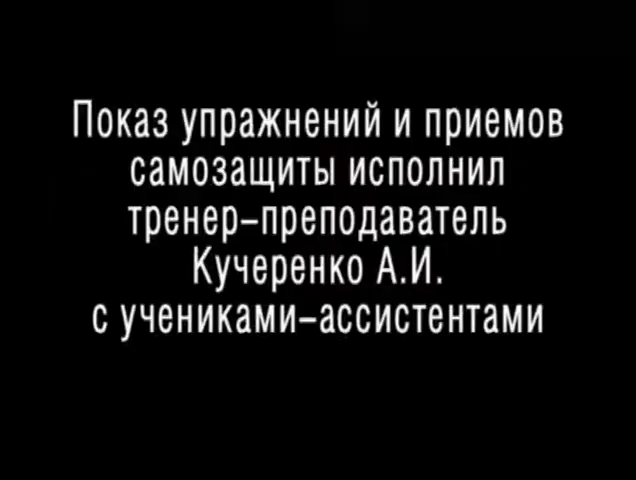 Показ упражнений и приемов
самозащиты исполнил
тренер-преподаватель
Кучеренко А.И.
с учениками-ассистентами